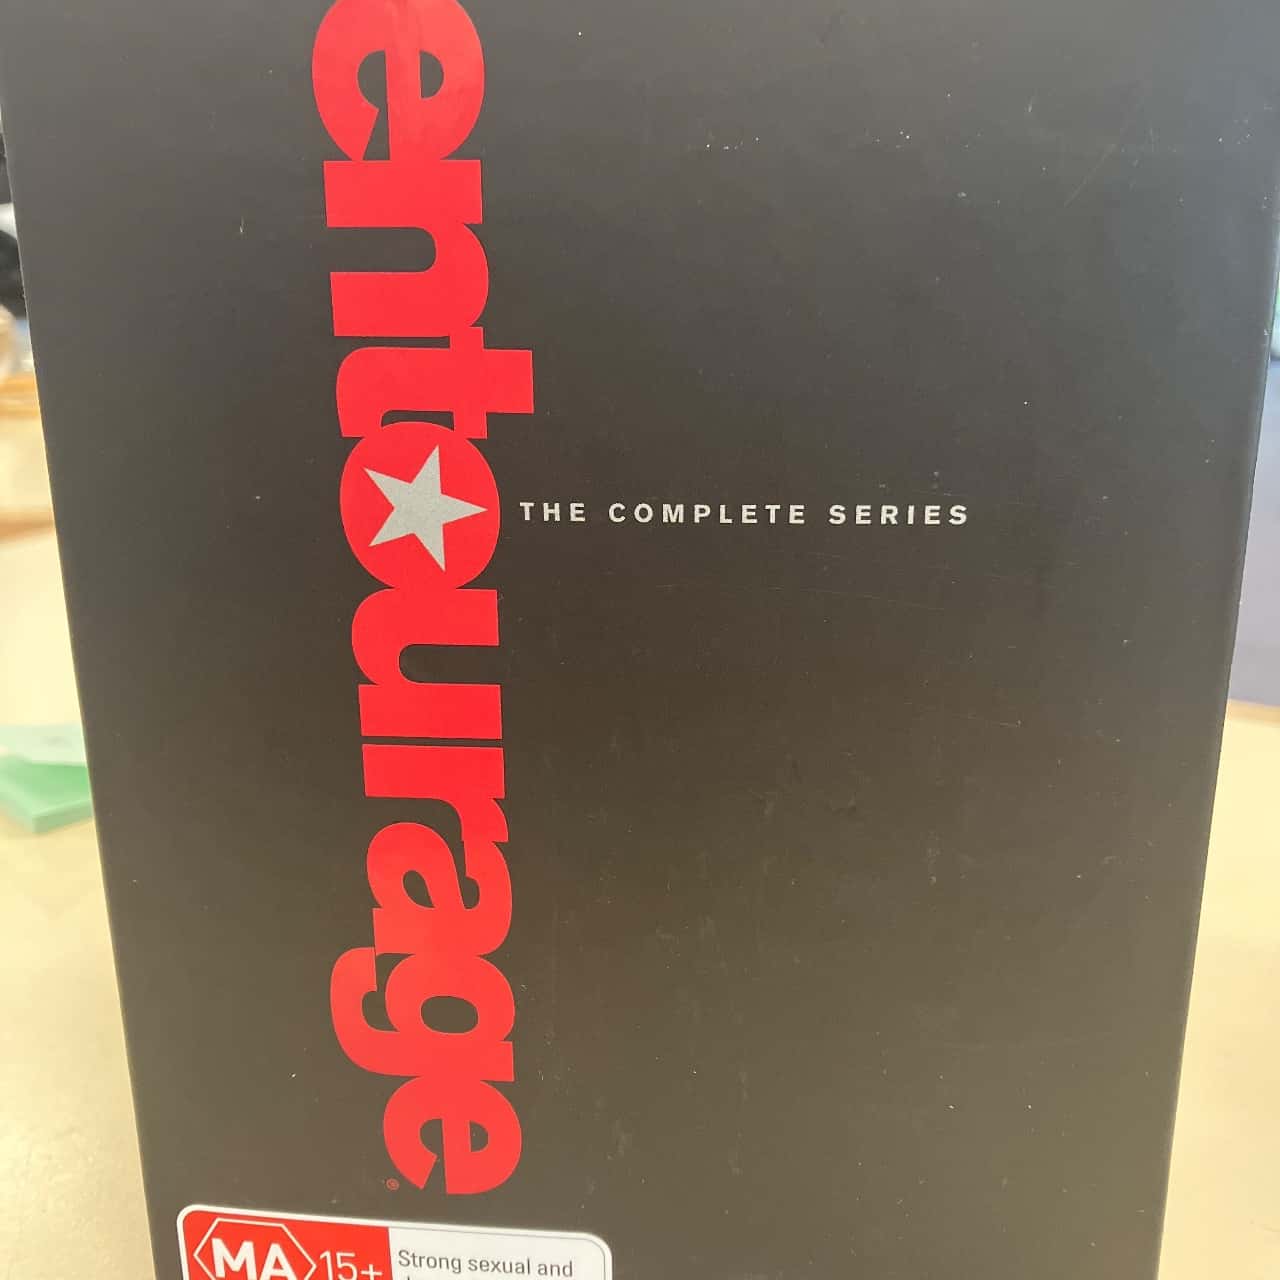 entourage
THE COMPLETE SERIES
®
MA 15+
Strong sexual and